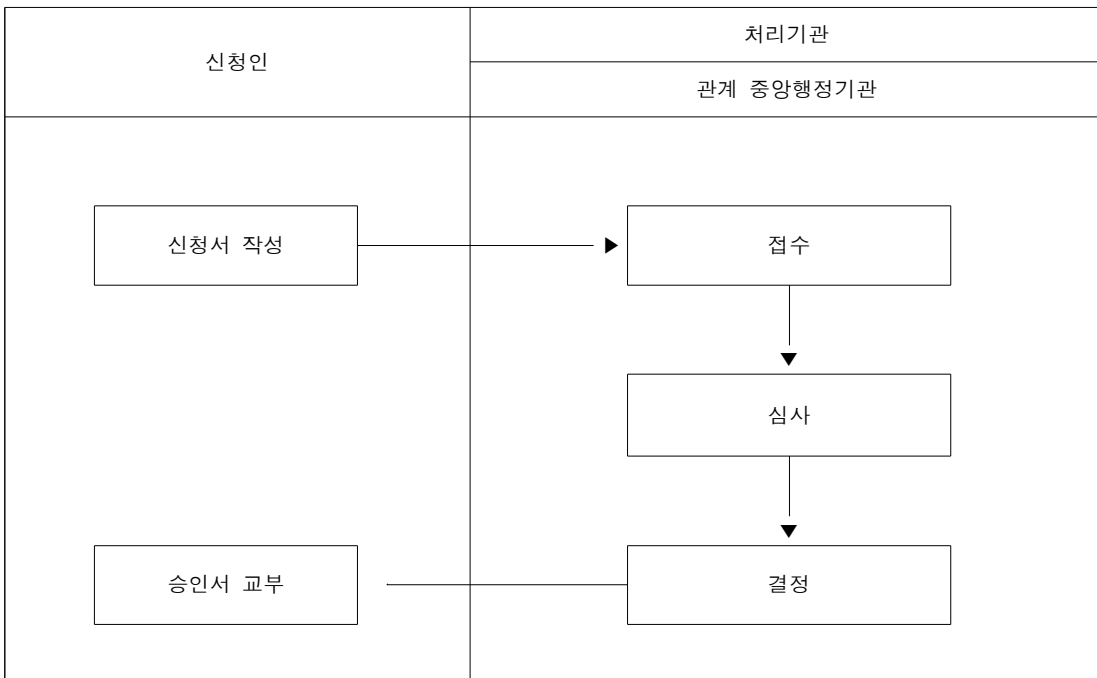 신청인
처리기관
관계 중앙행정기관
신청서 작성
접수
심사
승인서 교부
결정